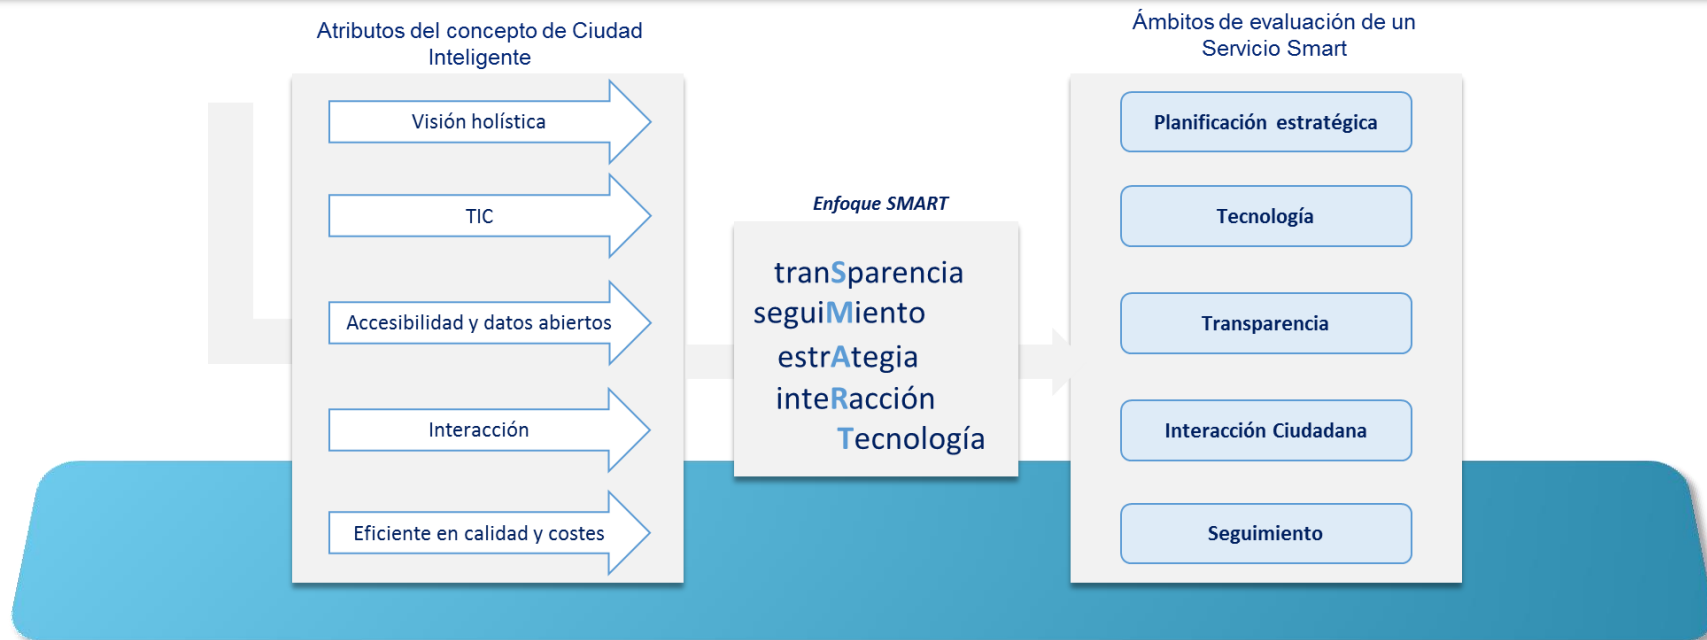 Atributos del concepto de Ciudad
Inteligente
Visión holística
TIC
Accesibilidad y datos abiertos
Interacción
Eficiente en calidad y costes
Enfoque SMART
tranSparencia
seguiMiento
estrAtegia
inteRacción
Tecnología
Ámbitos de evaluación de un
Servicio Smart
Planificación estratégica
Tecnología
Transparencia
Interacción Ciudadana
Seguimiento